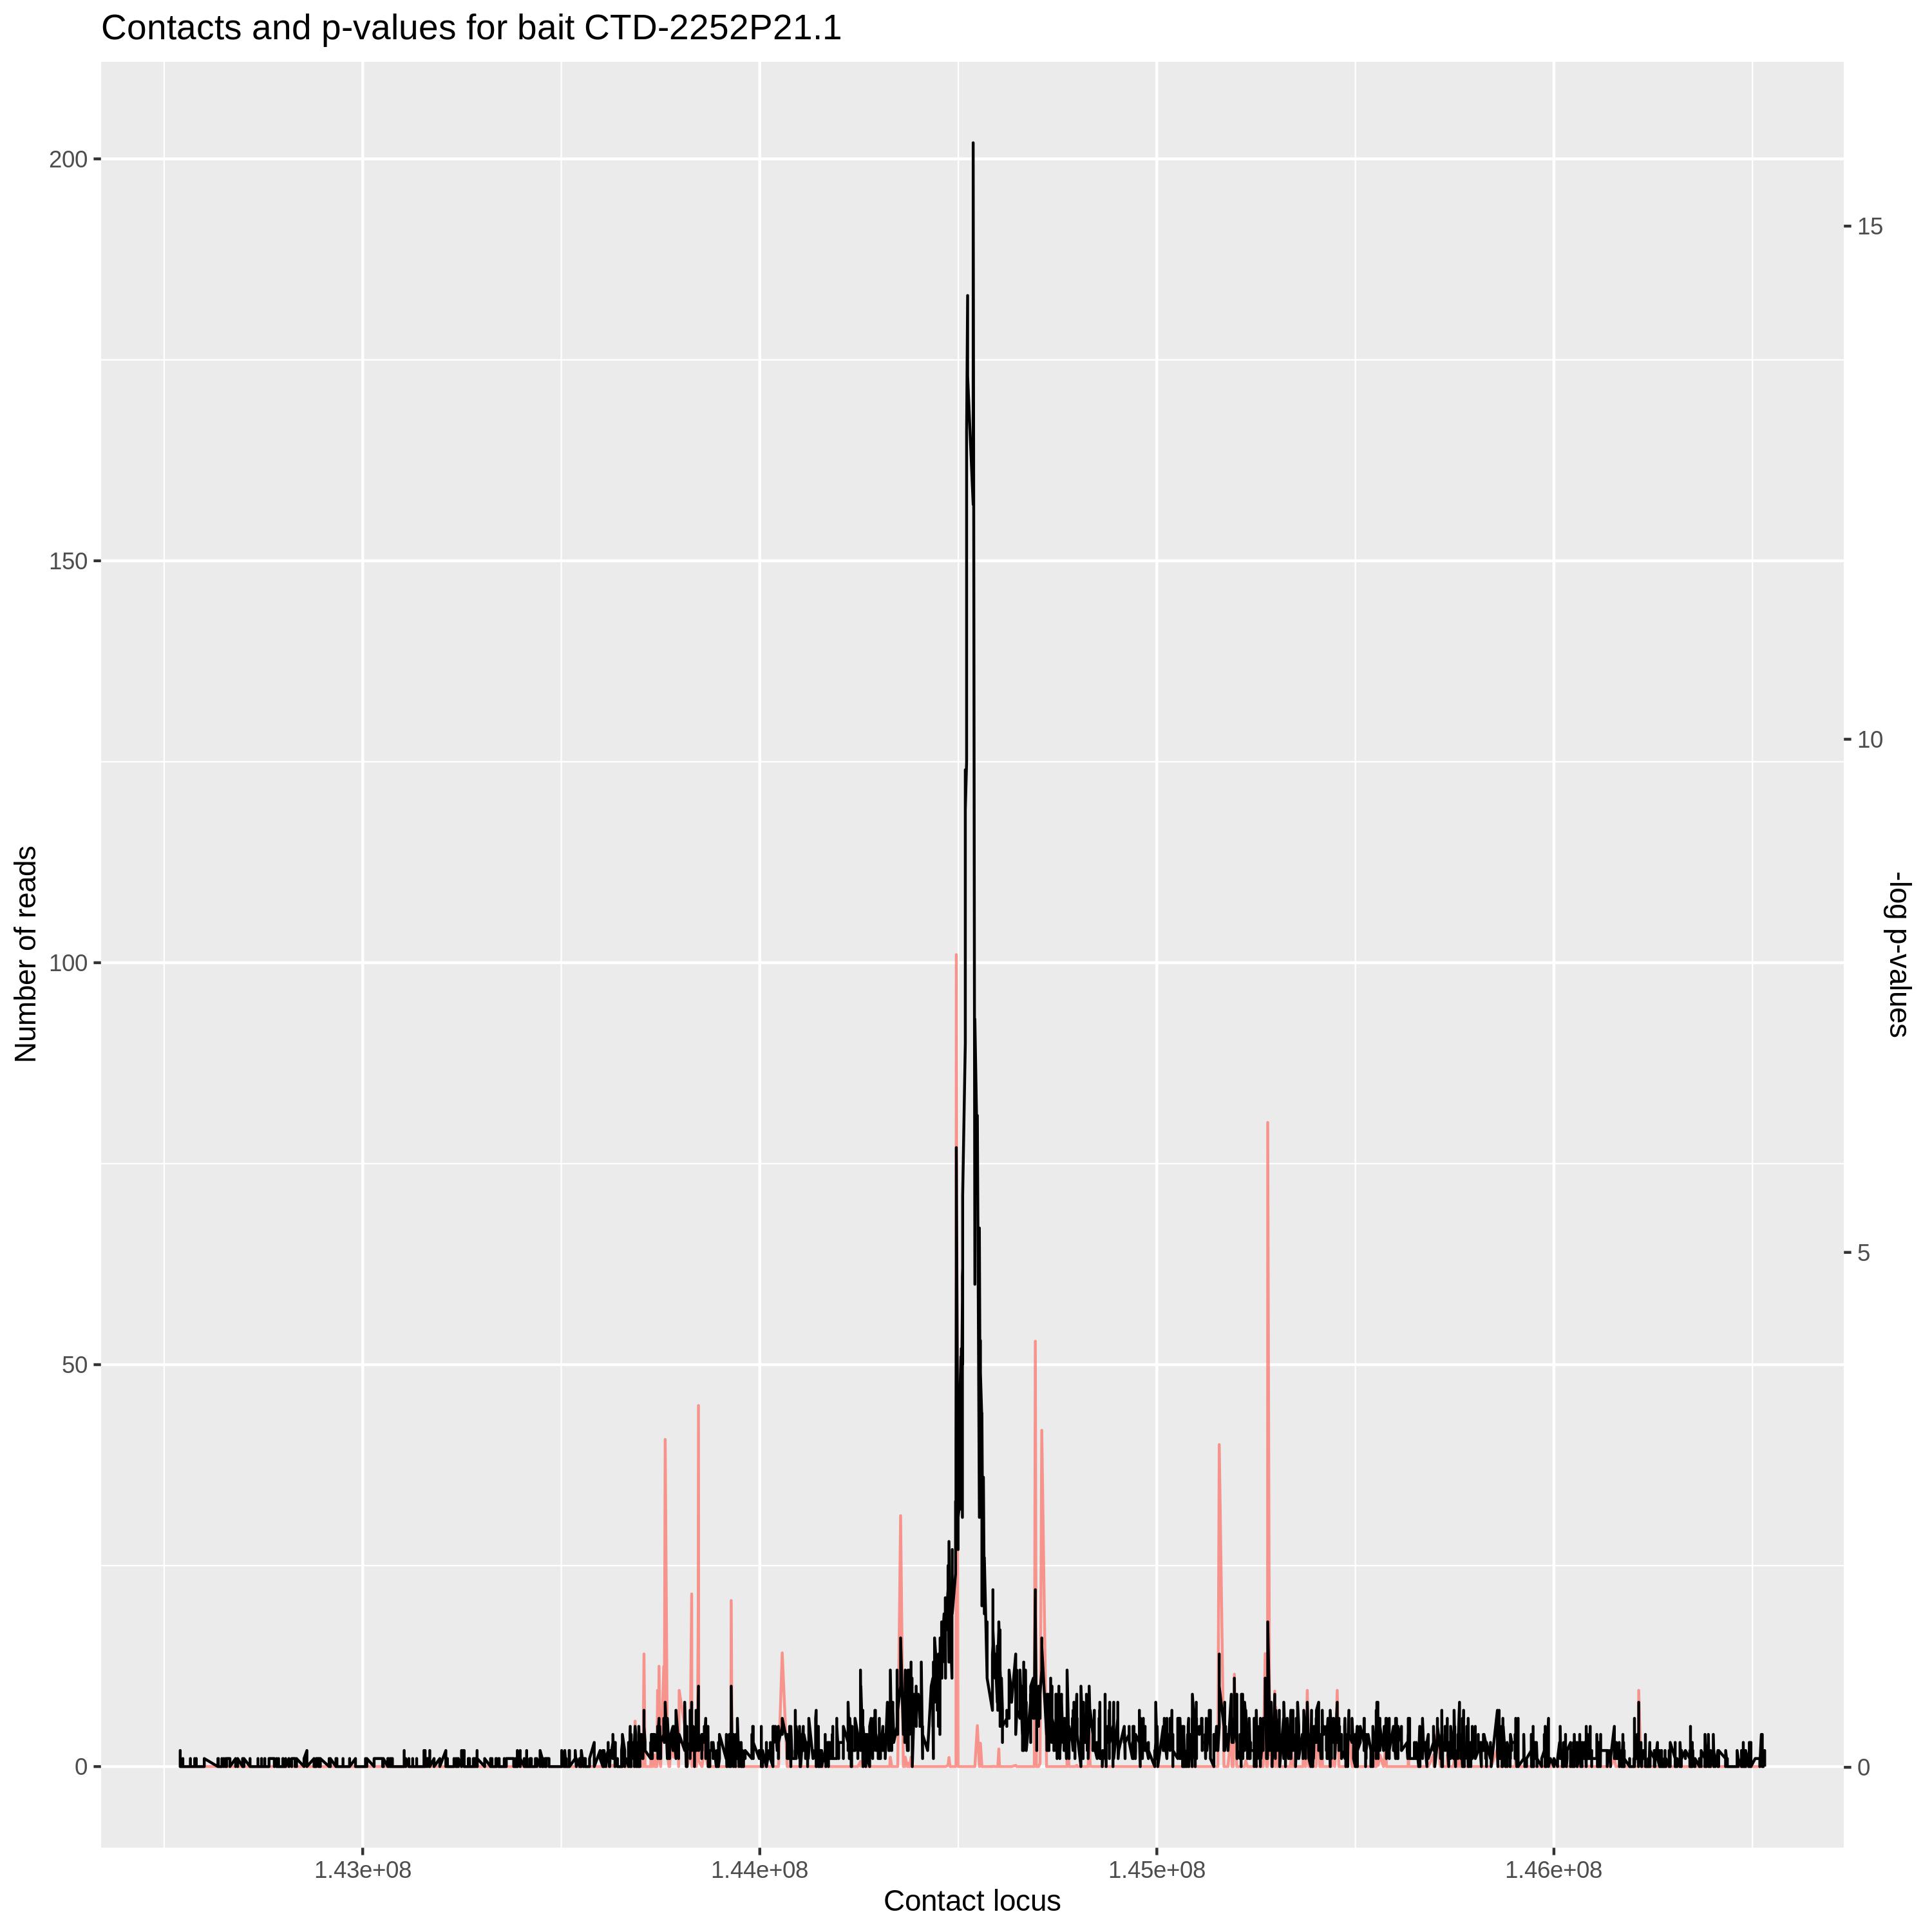 Contacts and p-values for bait CTD-2252P21.1
200
150
100
50
0
Number of reads
15
10
5
0
-log p-values
1.43e+08
1.44e+08
1.45e+08
1.46e+08
Contact locus